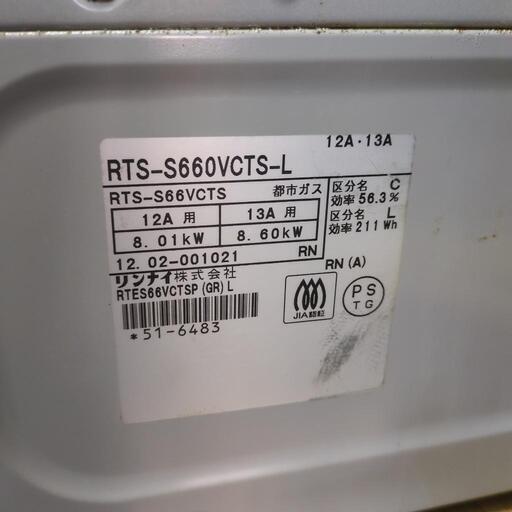 12A・13A
RTS-S660VCTS-L
RTS-S66VCTS 都市ガス
区分名 C
効率 56.3%
12A 用 13A 用
区分名 L
8.01kW 8.60kW
効率 211Wh
12.02-001021 RN
リンナイ株式会社
RN(A)
RTES66VCTSP(GR)L
JIA認証
PS
TG
*51-6483